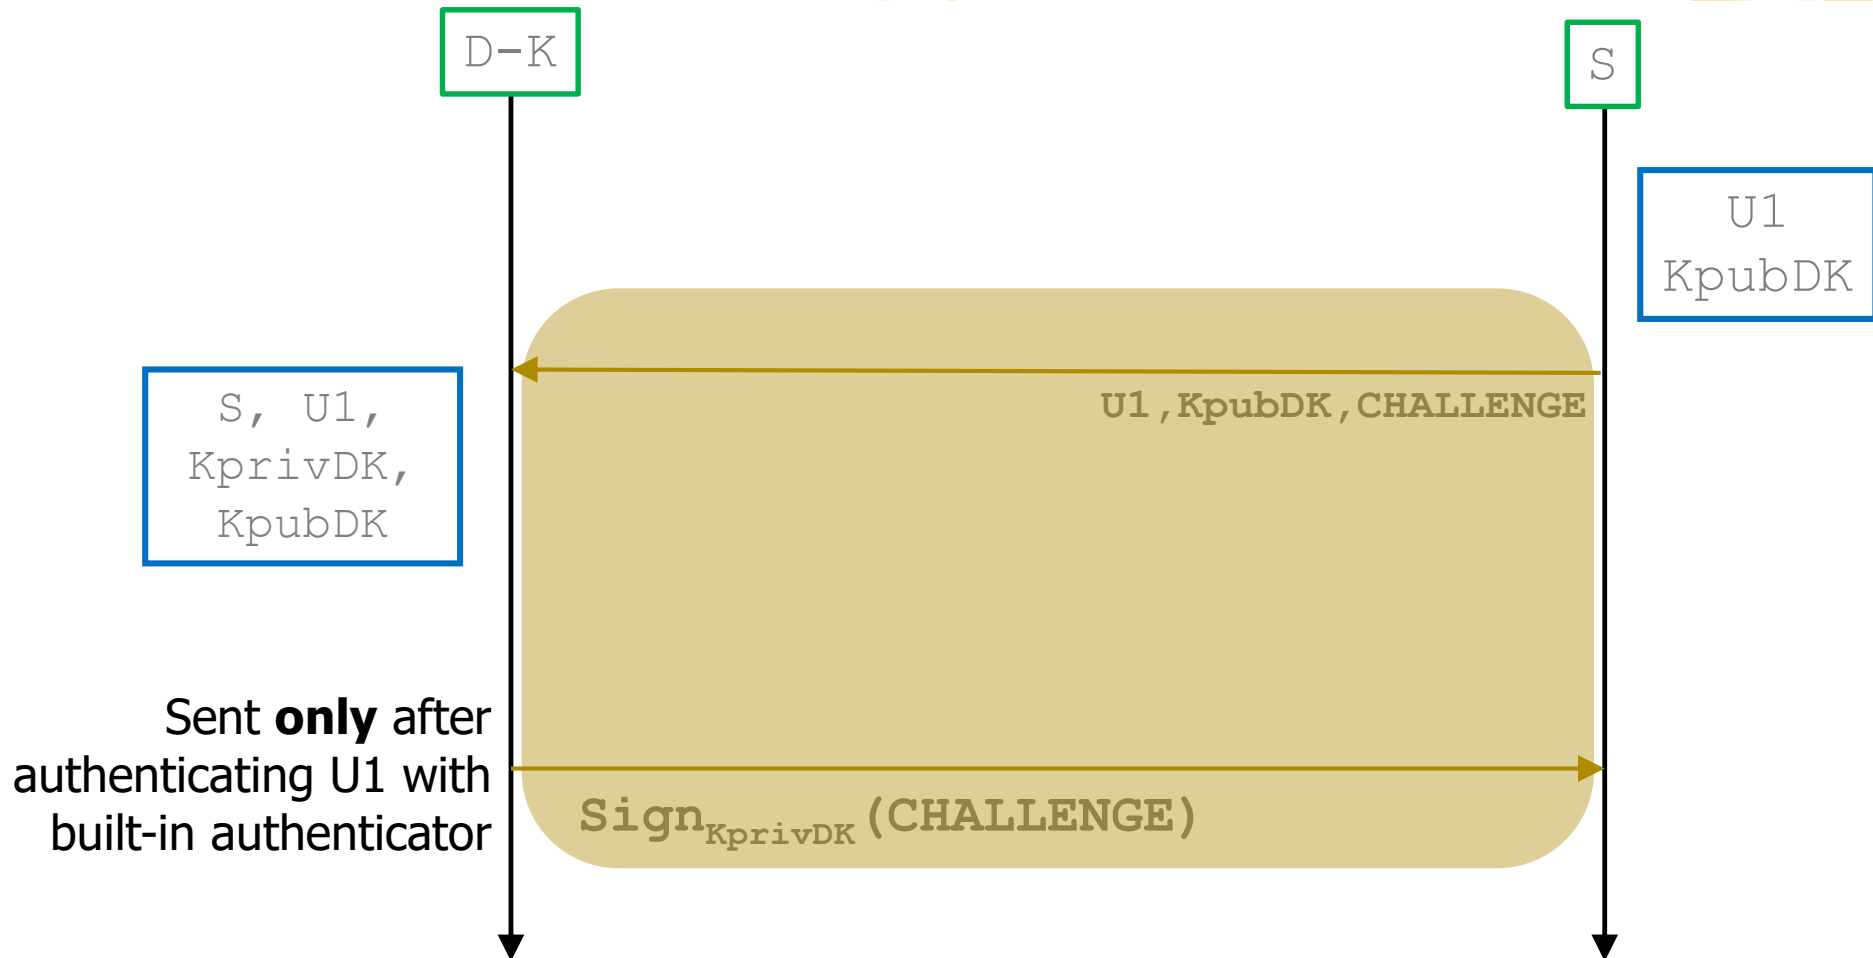 D-K
S
U1
KpubDK
U1,KpubDK,CHALLENGE
S, U1,
KprivDK,
KpubDK
Sent only after
authenticating U1 with
built-in authenticator
SignKprivDK(CHALLENGE)